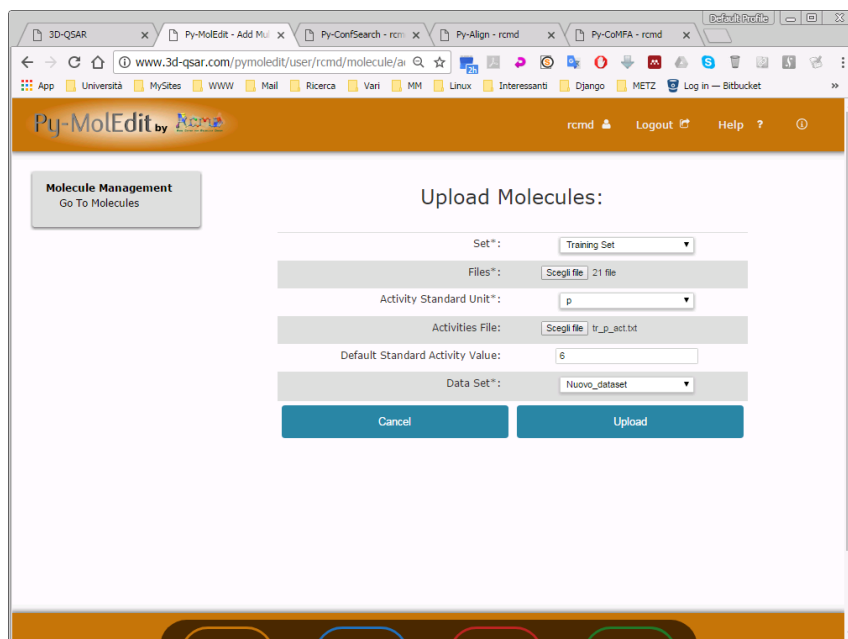 Default Profile
3D-QSAR
Py-MolEdit - Add Mul
Py-ConfSearch - rcm
Py-Align - rcmd
Py-CoMFA - rcmd
www.3d-qsar.com/pymoledit/user/rcmd/molecule/a
2h
App Università MySites WWW Mail Ricerca Vari MM Linux Interessanti Django METZ Log in — Bitbucket »
Py-MolEdit by
rcmd Logout Help ?
Molecule Management
Go To Molecules
Upload Molecules:
Set*: Training Set
Files*: Scegli file 21 file
Activity Standard Unit*: p
Activities File: Scegli file tr_p_act.txt
Default Standard Activity Value: 6
Data Set*: Nuovo_dataset
Cancel Upload